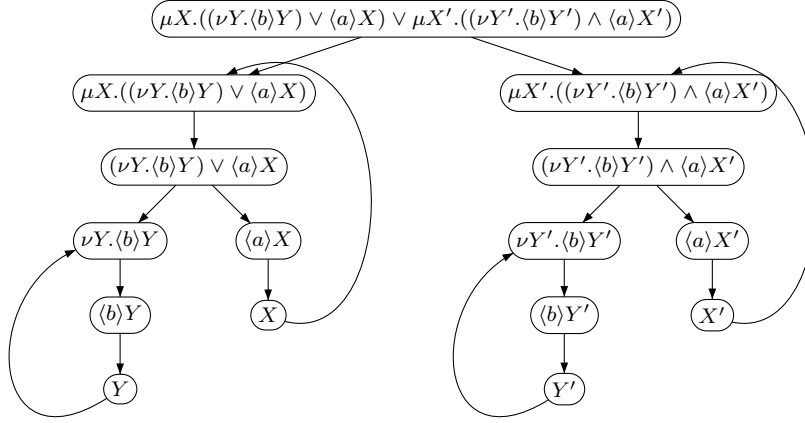 μX.((νY.⟨b⟩Y) ∨ ⟨a⟩X) ∨ μX′.((νY′.⟨b⟩Y′) ∧ ⟨a⟩X′)
μX.((νY.⟨b⟩Y) ∨ ⟨a⟩X) μX′.((νY′.⟨b⟩Y′) ∧ ⟨a⟩X′)
(νY.⟨b⟩Y) ∨ ⟨a⟩X (νY′.⟨b⟩Y′) ∧ ⟨a⟩X′
νY.⟨b⟩Y ⟨a⟩X νY′.⟨b⟩Y′ ⟨a⟩X′
⟨b⟩Y X ⟨b⟩Y′ X′
Y Y′